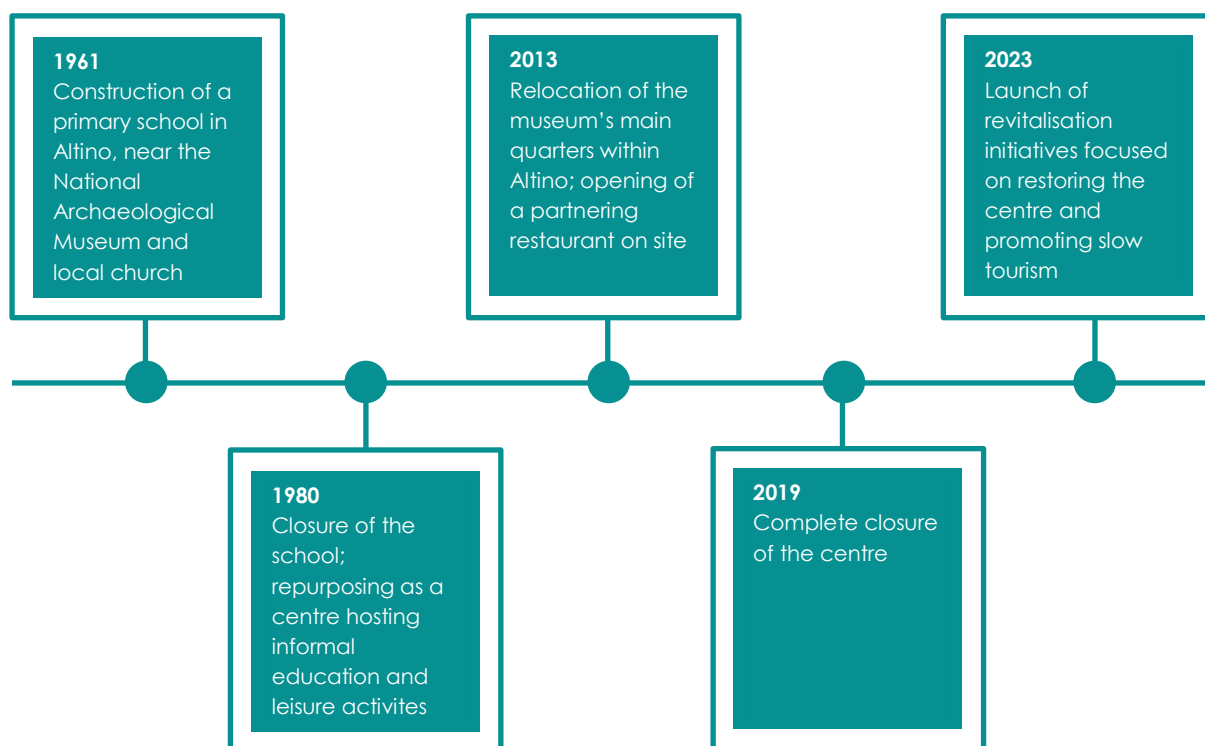 1961
Construction of a
primary school in
Altino, near the
National
Archaeological
Museum and
local church
1980
Closure of the
school;
repurposing as a
centre hosting
informal
education and
leisure activites
2013
Relocation of the
museum’s main
quarters within
Altino; opening of
a partnering
restaurant on site
2019
Complete closure
of the centre
2023
Launch of
revitalisation
initiatives focused
on restoring the
centre and
promoting slow
tourism